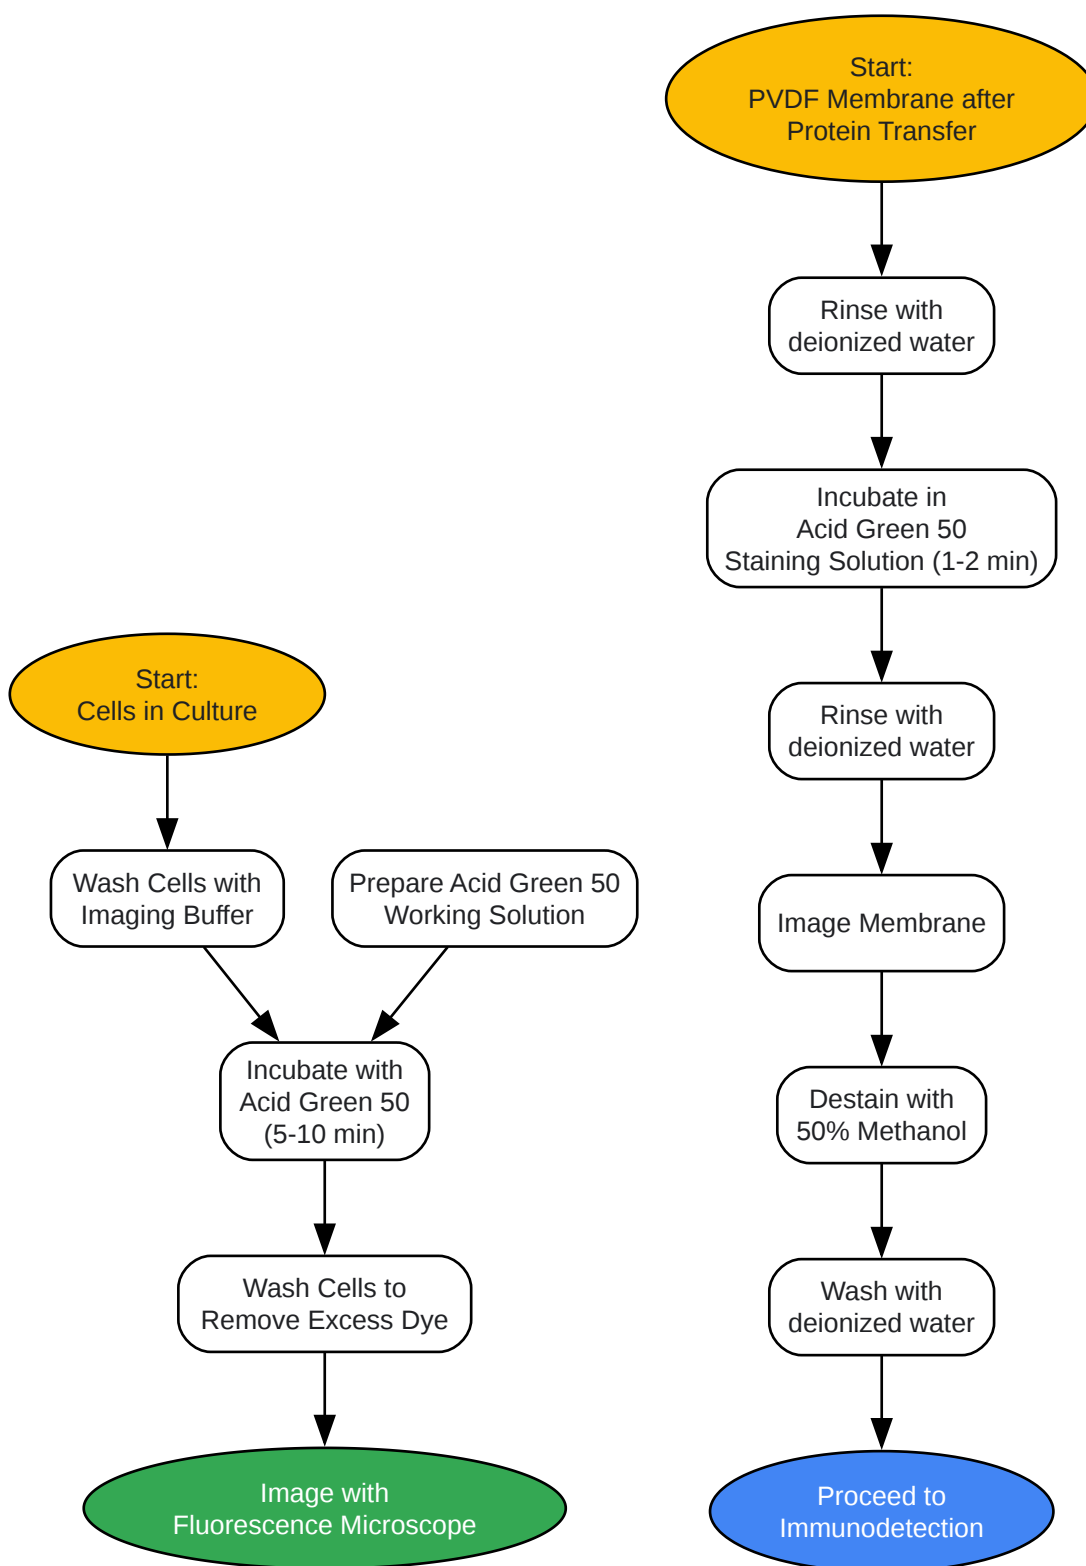 Start:
Cells in Culture
Wash Cells with
Imaging Buffer
Prepare Acid Green 50
Working Solution
Incubate with
Acid Green 50
(5-10 min)
Wash Cells to
Remove Excess Dye
Image with
Fluorescence Microscope
Start:
PVDF Membrane after
Protein Transfer
Rinse with
deionized water
Incubate in
Acid Green 50
Staining Solution (1-2 min)
Rinse with
deionized water
Image Membrane
Destain with
50% Methanol
Wash with
deionized water
Proceed to
Immunodetection